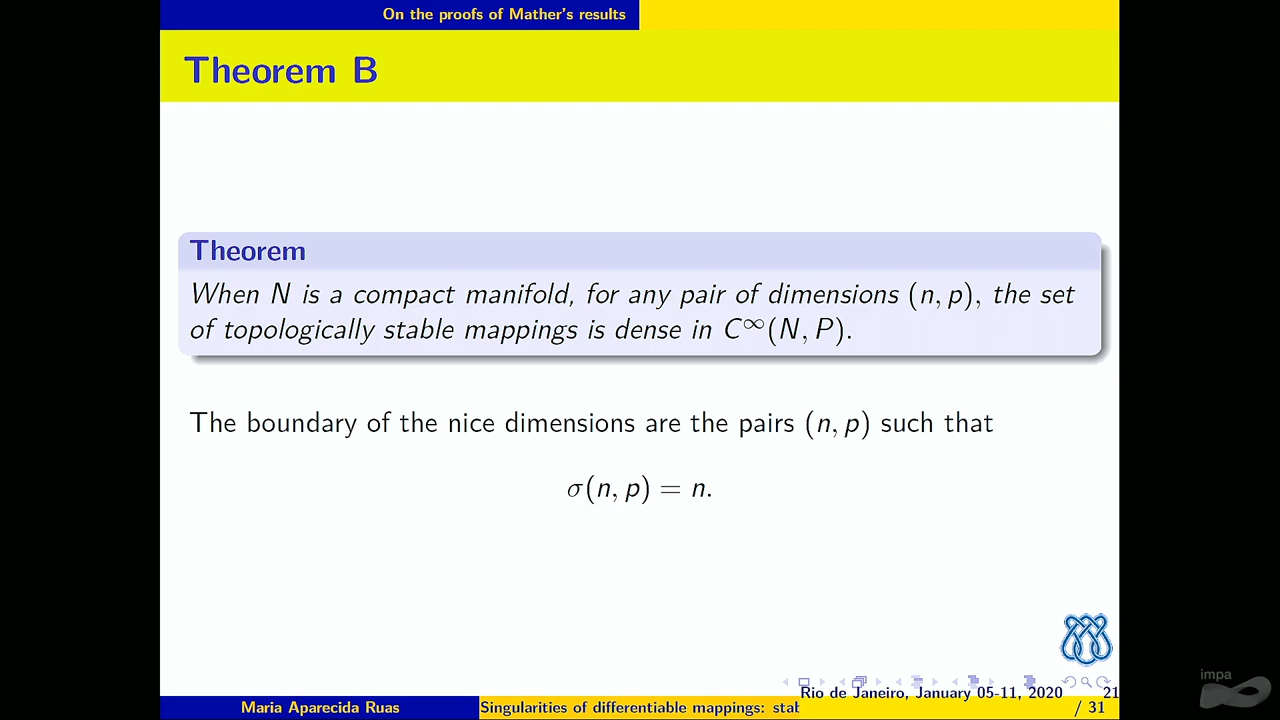 On the proofs of Mather's results
Theorem B
Theorem
When N is a compact manifold, for any pair of dimensions (n, p), the set
of topologically stable mappings is dense in C∞(N, P).
The boundary of the nice dimensions are the pairs (n, p) such that
σ(n, p) = n.
impa
Rio de Janeiro, January 05-11, 2020 21
Maria Aparecida Ruas Singularities of differentiable mappings: stab / 31